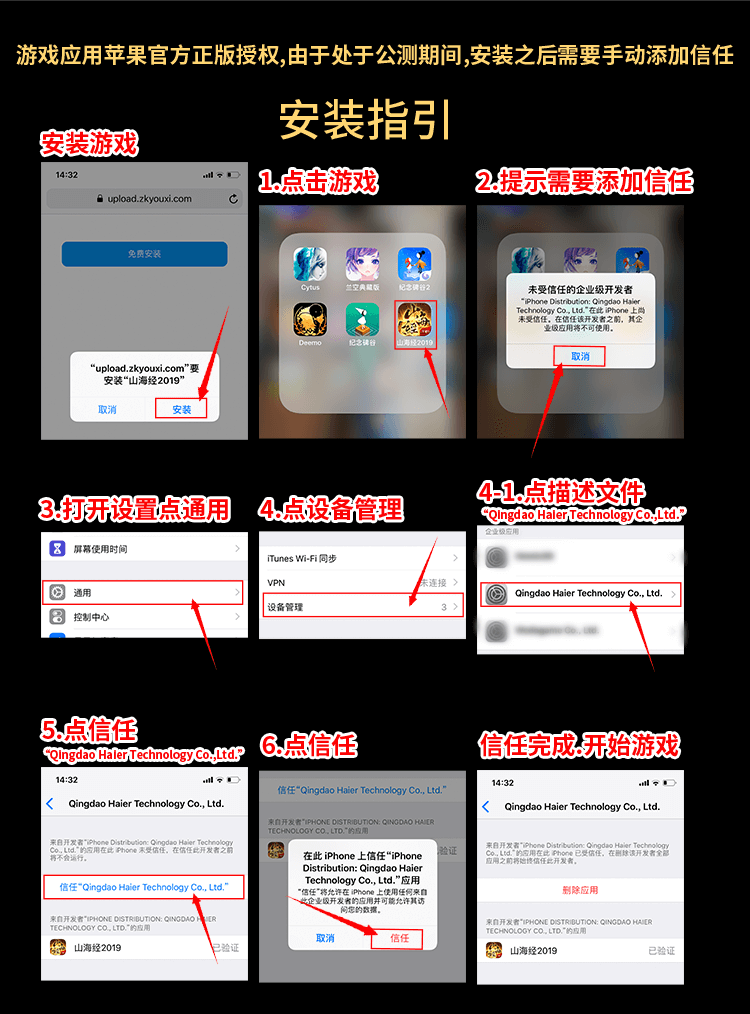 游戏应用苹果官方正版授权,由于处于公测期间,安装之后需要手动添加信任
安装指引
安装游戏
14:32
upload.zkyouxi.com
免费安装
“upload.zkyouxi.com”要
安装“山海经2019”
取消
安装
1.点击游戏
Cytus
兰空典藏版
纪念碑谷2
Deemo
纪念碑谷
山海经2019
2.提示需要添加信任
未受信任的企业级开发者
“iPhone Distribution: Qingdao Haier
Technology Co., Ltd.”在此 iPhone 上尚
未受信任。在信任该开发者之前，其企
业级应用将不可使用。
取消
3.打开设置点通用
屏幕使用时间
通用
控制中心
4.点设备管理
iTunes Wi-Fi 同步
VPN
未连接
设备管理
3
4-1.点描述文件
“Qingdao Haier Technology Co.,Ltd.”
企业级应用
Qingdao Haier Technology Co., Ltd.
5.点信任
“Qingdao Haier Technology Co.,Ltd.”
14:32
Qingdao Haier Technology Co., Ltd.
来自开发者“iPhone Distribution: Qingdao Haier Technology
Co., Ltd.”的应用在此 iPhone 未受信任。在信任此开发者之前
将不会运行。
信任“Qingdao Haier Technology Co., Ltd.”
来自开发者“IPHONE DISTRIBUTION: QINGDAO HAIER
TECHNOLOGY CO., LTD.”的应用
山海经2019
已验证
6.点信任
信任“Qingdao Haier Technology Co., Ltd.”
来自开发者“IPHONE DISTRIBUTION: QINGDAO HAIER
TECHNOLOGY CO., LTD.”的应用
验证
在此 iPhone 上信任“iPhone
Distribution: Qingdao Haier
Technology Co., Ltd.”应用
“信任”将允许在 iPhone 上使用任何来自
此企业级开发者的应用并可能允许其访
问您的数据。
取消
信任
信任完成.开始游戏
14:32
Qingdao Haier Technology Co., Ltd.
来自开发者“iPhone Distribution: Qingdao Haier Technology
Co., Ltd.”的应用在此 iPhone 已受信任。在删除该开发者全部
应用之前将始终信任此开发者。
删除应用
来自开发者“IPHONE DISTRIBUTION: QINGDAO HAIER
TECHNOLOGY CO., LTD.”的应用
山海经2019
已验证